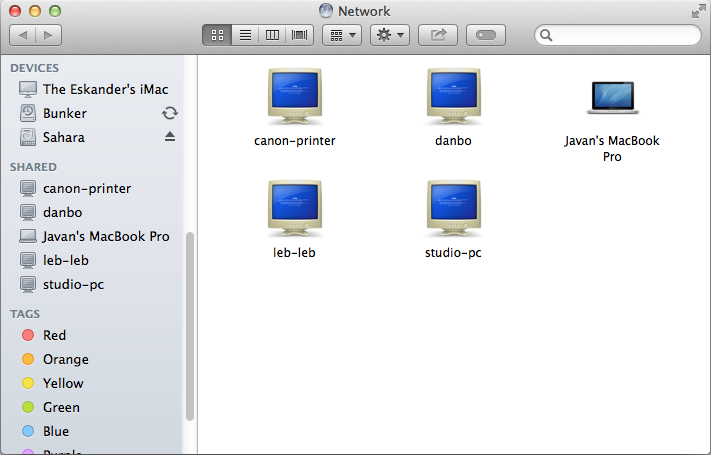 Network
DEVICES
The Eskander's iMac
Bunker
Sahara
SHARED
canon-printer
danbo
Javan's MacBook Pro
leb-leb
studio-pc
TAGS
Red
Orange
Yellow
Green
Blue
Purple
canon-printer
danbo
Javan's MacBook
Pro
leb-leb
studio-pc